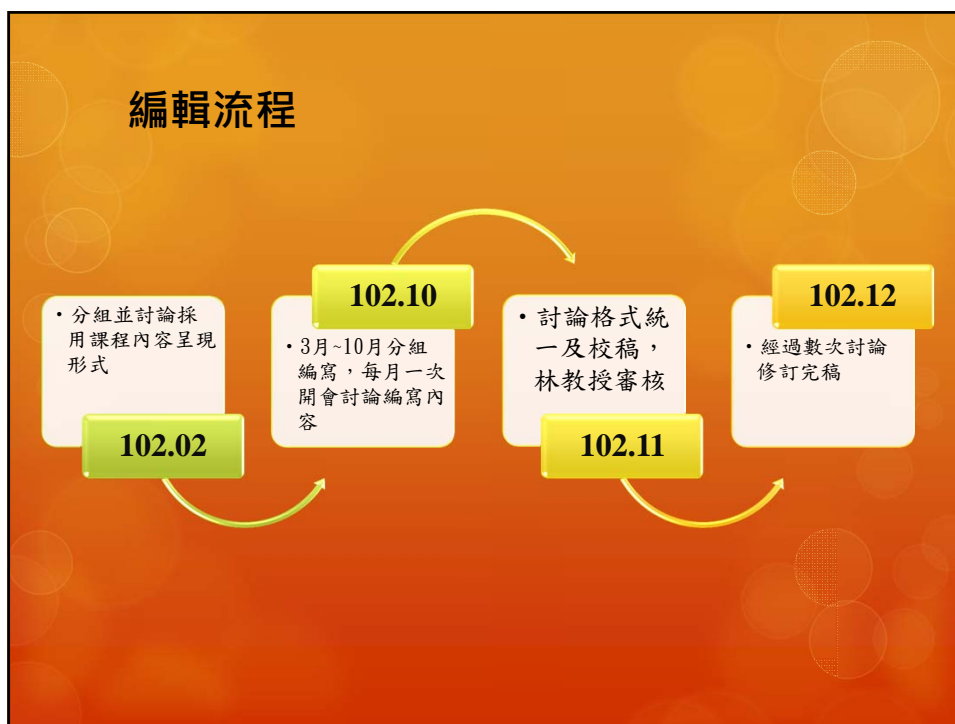 編輯流程
・分組並討論採
用課程內容呈現
形式
102.02
102.10
・3月~10月分組
編寫，每月一次
開會討論編寫內
容
・討論格式統
一及校稿，
林教授審核
102.11
102.12
・經過數次討論
修訂完稿